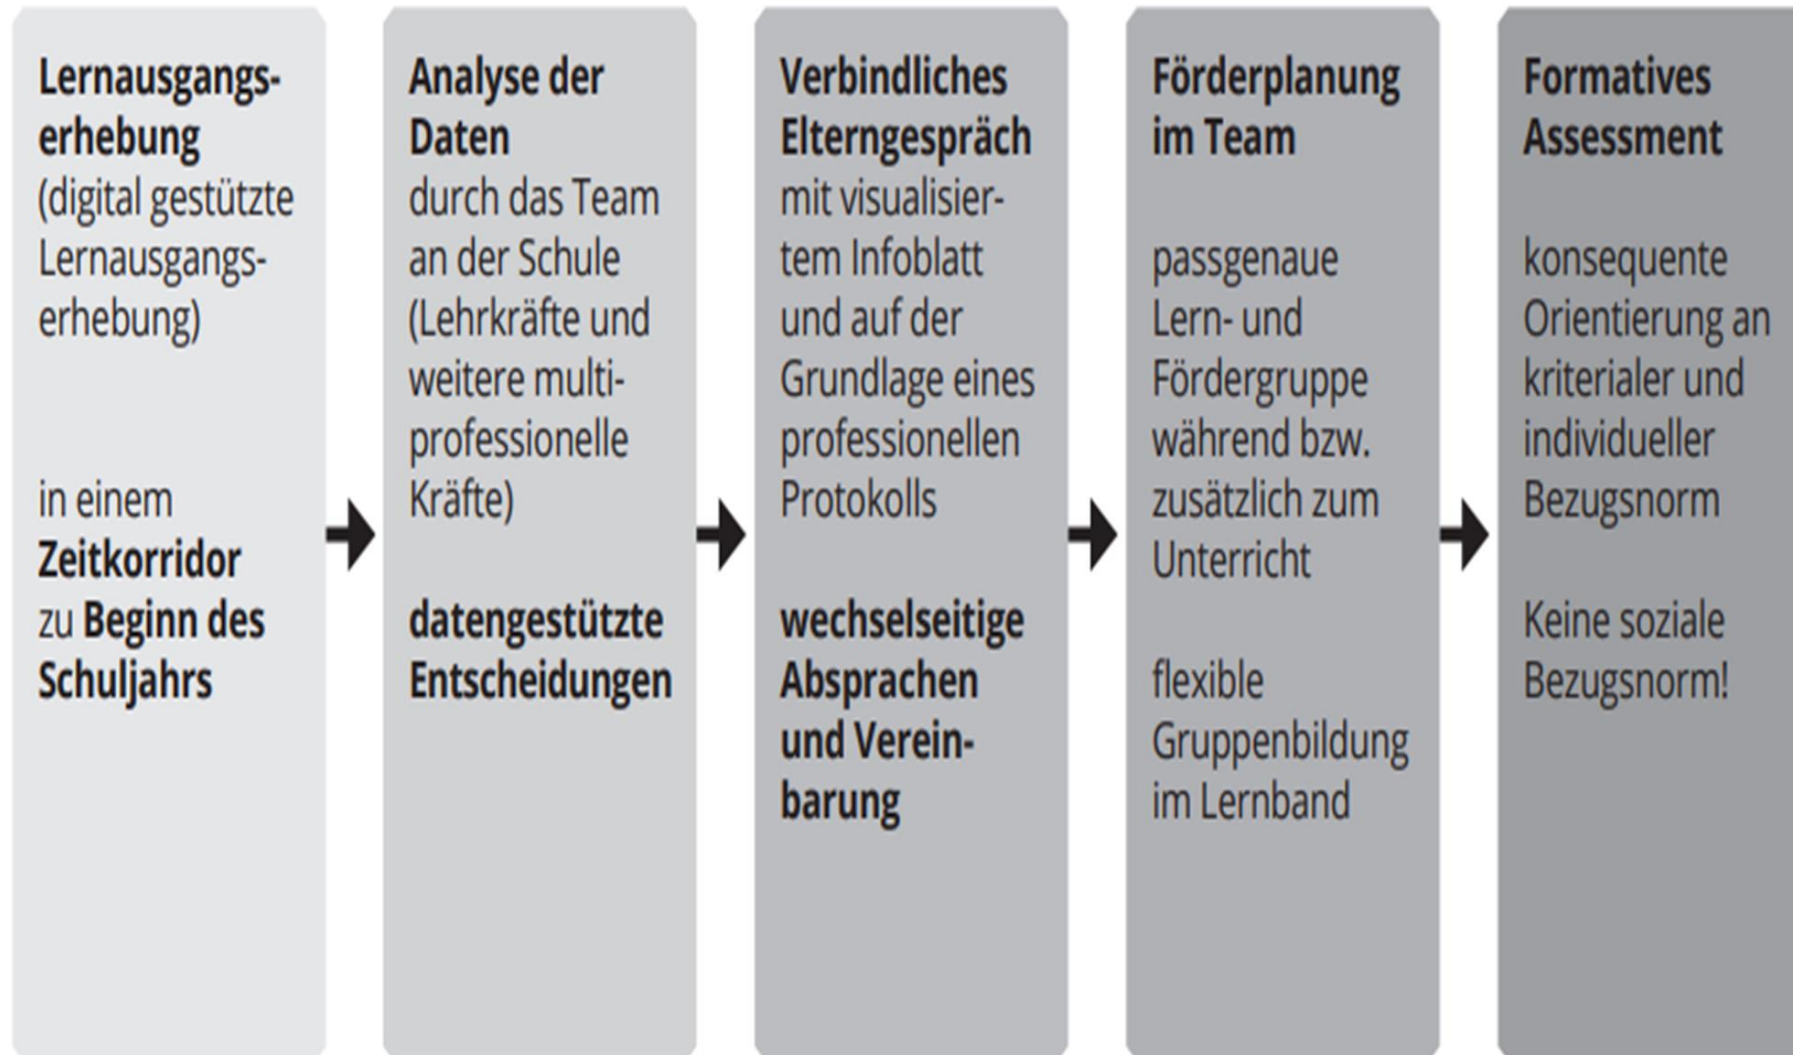 Lernausgangs-
erhebung
(digital gestützte
Lernausgangs-
erhebung)
in einem
Zeitkorridor
zu Beginn des
Schuljahrs
Analyse der
Daten
durch das Team
an der Schule
(Lehrkräfte und
weitere multi-
professionelle
Kräfte)
datengestützte
Entscheidungen
Verbindliches
Elterngespräch
mit visualisier-
tem Infoblatt
und auf der
Grundlage eines
professionellen
Protokolls
wechselseitige
Absprachen
und Verein-
barung
Förderplanung
im Team
passgenaue
Lern- und
Fördergruppe
während bzw.
zusätzlich zum
Unterricht
flexible
Gruppenbildung
im Lernband
Formatives
Assessment
konsequente
Orientierung an
kriterialer und
individueller
Bezugsnorm
Keine soziale
Bezugsnorm!